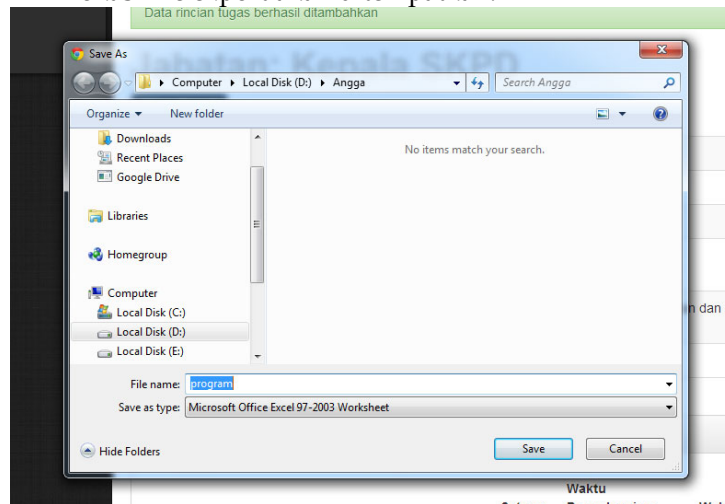 Data rincian tugas berhasil ditambahkan
Save As
Jabatan: Kepala SKPD
Computer Local Disk (D:) Angga
Search Angga
Organize New folder
Downloads
Recent Places
Google Drive
Libraries
Homegroup
Computer
Local Disk (C:)
Local Disk (D:)
Local Disk (E:)
No items match your search.
n dan
File name: program
Save as type: Microsoft Office Excel 97-2003 Worksheet
Hide Folders
Save
Cancel
Waktu